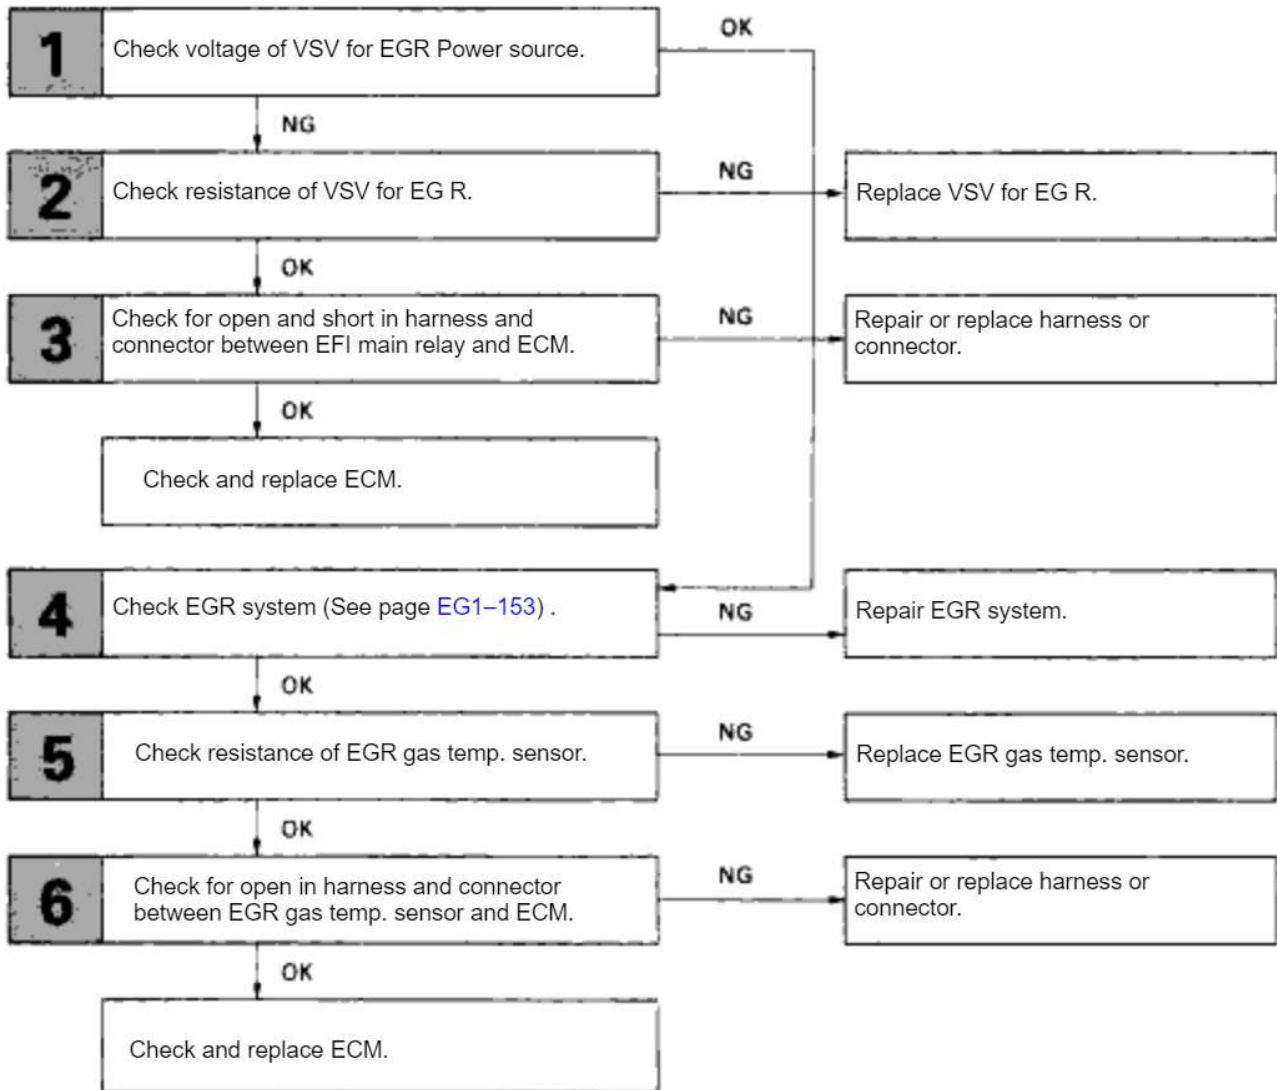 1
Check voltage of VSV for EGR Power source.
OK
NG
2
Check resistance of VSV for EG R.
NG
Replace VSV for EG R.
OK
3
Check for open and short in harness and
connector between EFI main relay and ECM.
NG
Repair or replace harness or
connector.
OK
Check and replace ECM.
4
Check EGR system (See page EG1–153) .
NG
Repair EGR system.
OK
5
Check resistance of EGR gas temp. sensor.
NG
Replace EGR gas temp. sensor.
OK
6
Check for open in harness and connector
between EGR gas temp. sensor and ECM.
NG
Repair or replace harness or
connector.
OK
Check and replace ECM.